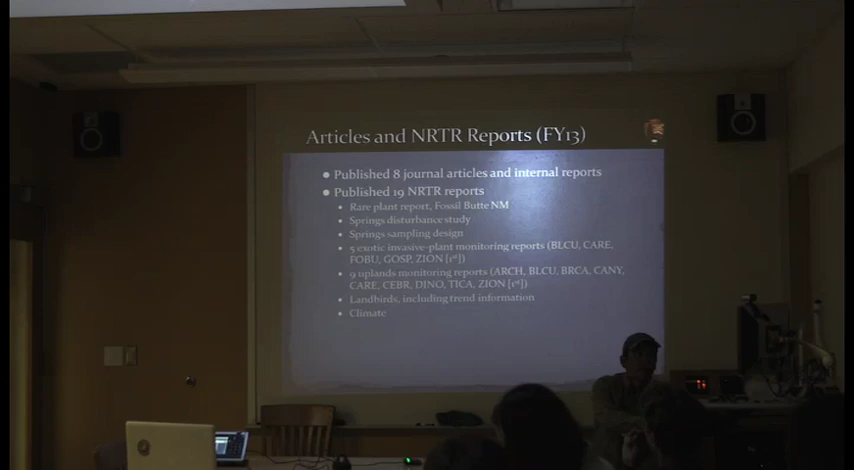 Articles and NRTR Reports (FY13)
● Published 8 journal articles and internal reports
● Published 19 NRTR reports
• Rare plant report, Fossil Butte NM
• Springs disturbance study
• Springs sampling design
• 5 exotic invasive-plant monitoring reports (BLCU, CARE,
FOBU, GOSP, ZION [1st])
• 9 uplands monitoring reports (ARCH, BLCU, BRCA, CANY,
CARE, CEBR, DINO, TICA, ZION [1st])
• Landbirds, including trend information
• Climate